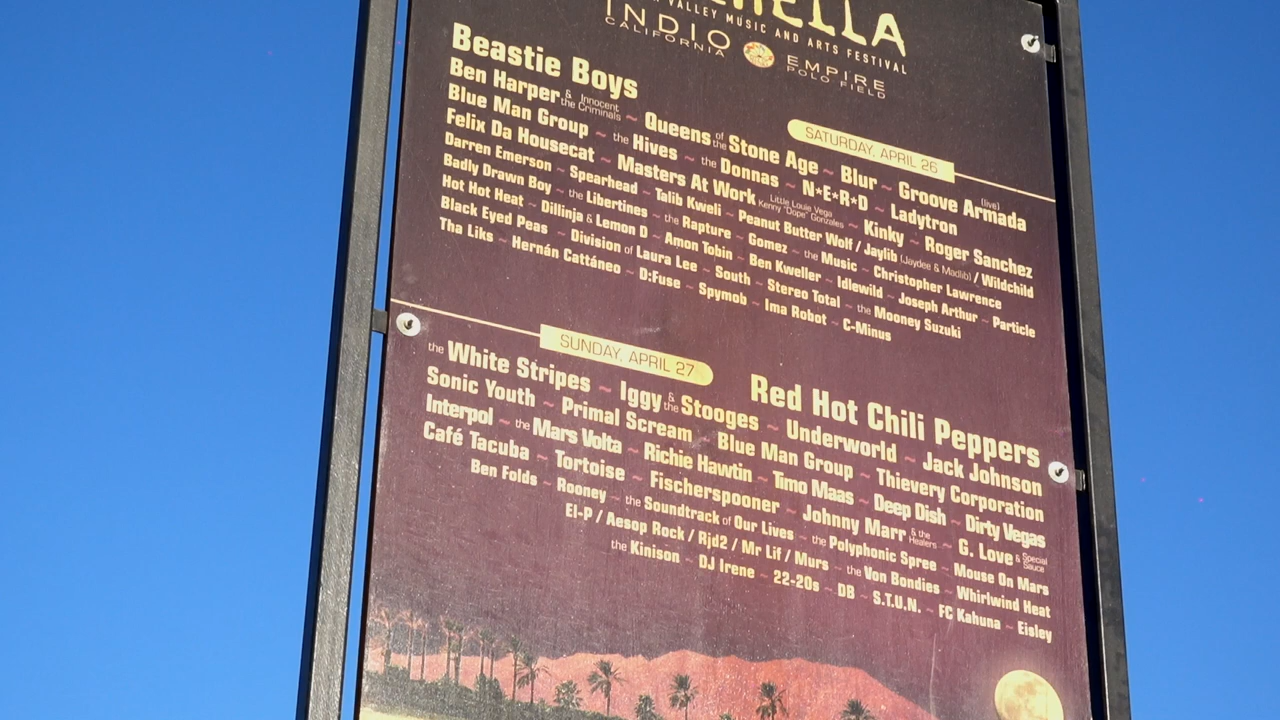 VALLEY MUSIC AND ARTS FESTIVAL
INDIO
CALIFORNIA
EMPIRE
POLO FIELD
Beastie Boys
SATURDAY, APRIL 26
Ben Harper & the Innocent Criminals ~ Queens of the Stone Age ~ Blur ~ Groove Armada (live)
Blue Man Group ~ the Hives ~ the Donnas ~ N★E★R★D ~ Ladytron
Felix Da Housecat ~ Masters At Work Little Louie Vega Kenny "Dope" Gonzales ~ Kinky ~ Roger Sanchez
Darren Emerson ~ Spearhead ~ Talib Kweli ~ Peanut Butter Wolf / Jaylib (Jaydee & Madlib) / Wildchild
Badly Drawn Boy ~ the Libertines ~ the Rapture ~ Gomez ~ the Music ~ Christopher Lawrence
Hot Hot Heat ~ Dillinja & Lemon D ~ Amon Tobin ~ Ben Kweller ~ Idlewild ~ Joseph Arthur ~ Particle
Black Eyed Peas ~ Division of Laura Lee ~ South ~ Stereo Total ~ the Mooney Suzuki
Tha Liks ~ Hernán Cattáneo ~ D:Fuse ~ Spymob ~ Ima Robot ~ C-Minus
SUNDAY, APRIL 27
Red Hot Chili Peppers
the White Stripes ~ Iggy & the Stooges ~ Underworld ~ Jack Johnson
Sonic Youth ~ Primal Scream ~ Blue Man Group ~ Thievery Corporation
Interpol ~ the Mars Volta ~ Richie Hawtin ~ Timo Maas ~ Deep Dish ~ Dirty Vegas
Café Tacuba ~ Tortoise ~ Fischerspooner ~ Johnny Marr & the Healers ~ G. Love & Special Sauce
Ben Folds ~ Rooney ~ the Soundtrack of Our Lives ~ the Polyphonic Spree ~ Mouse On Mars
El-P / Aesop Rock / Rjd2 / Mr Lif / Murs ~ the Von Bondies ~ Whirlwind Heat
the Kinison ~ DJ Irene ~ 22-20s ~ DB ~ S.T.U.N. ~ FC Kahuna ~ Eisley